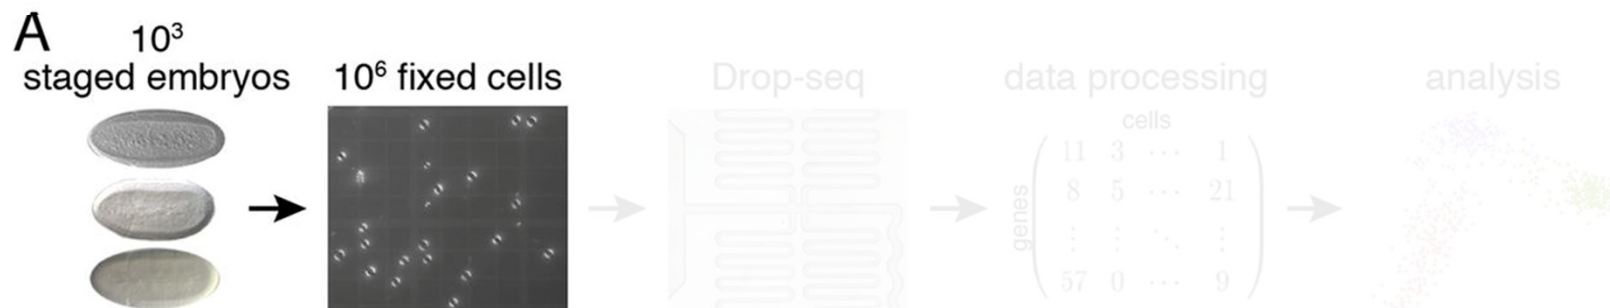 A
10³
staged embryos
10⁶ fixed cells
Drop-seq
data processing
analysis
cells
genes
11 3 ··· 1
8 5 ··· 21
⋮ ⋮ ⋱ ⋮
57 0 ··· 9